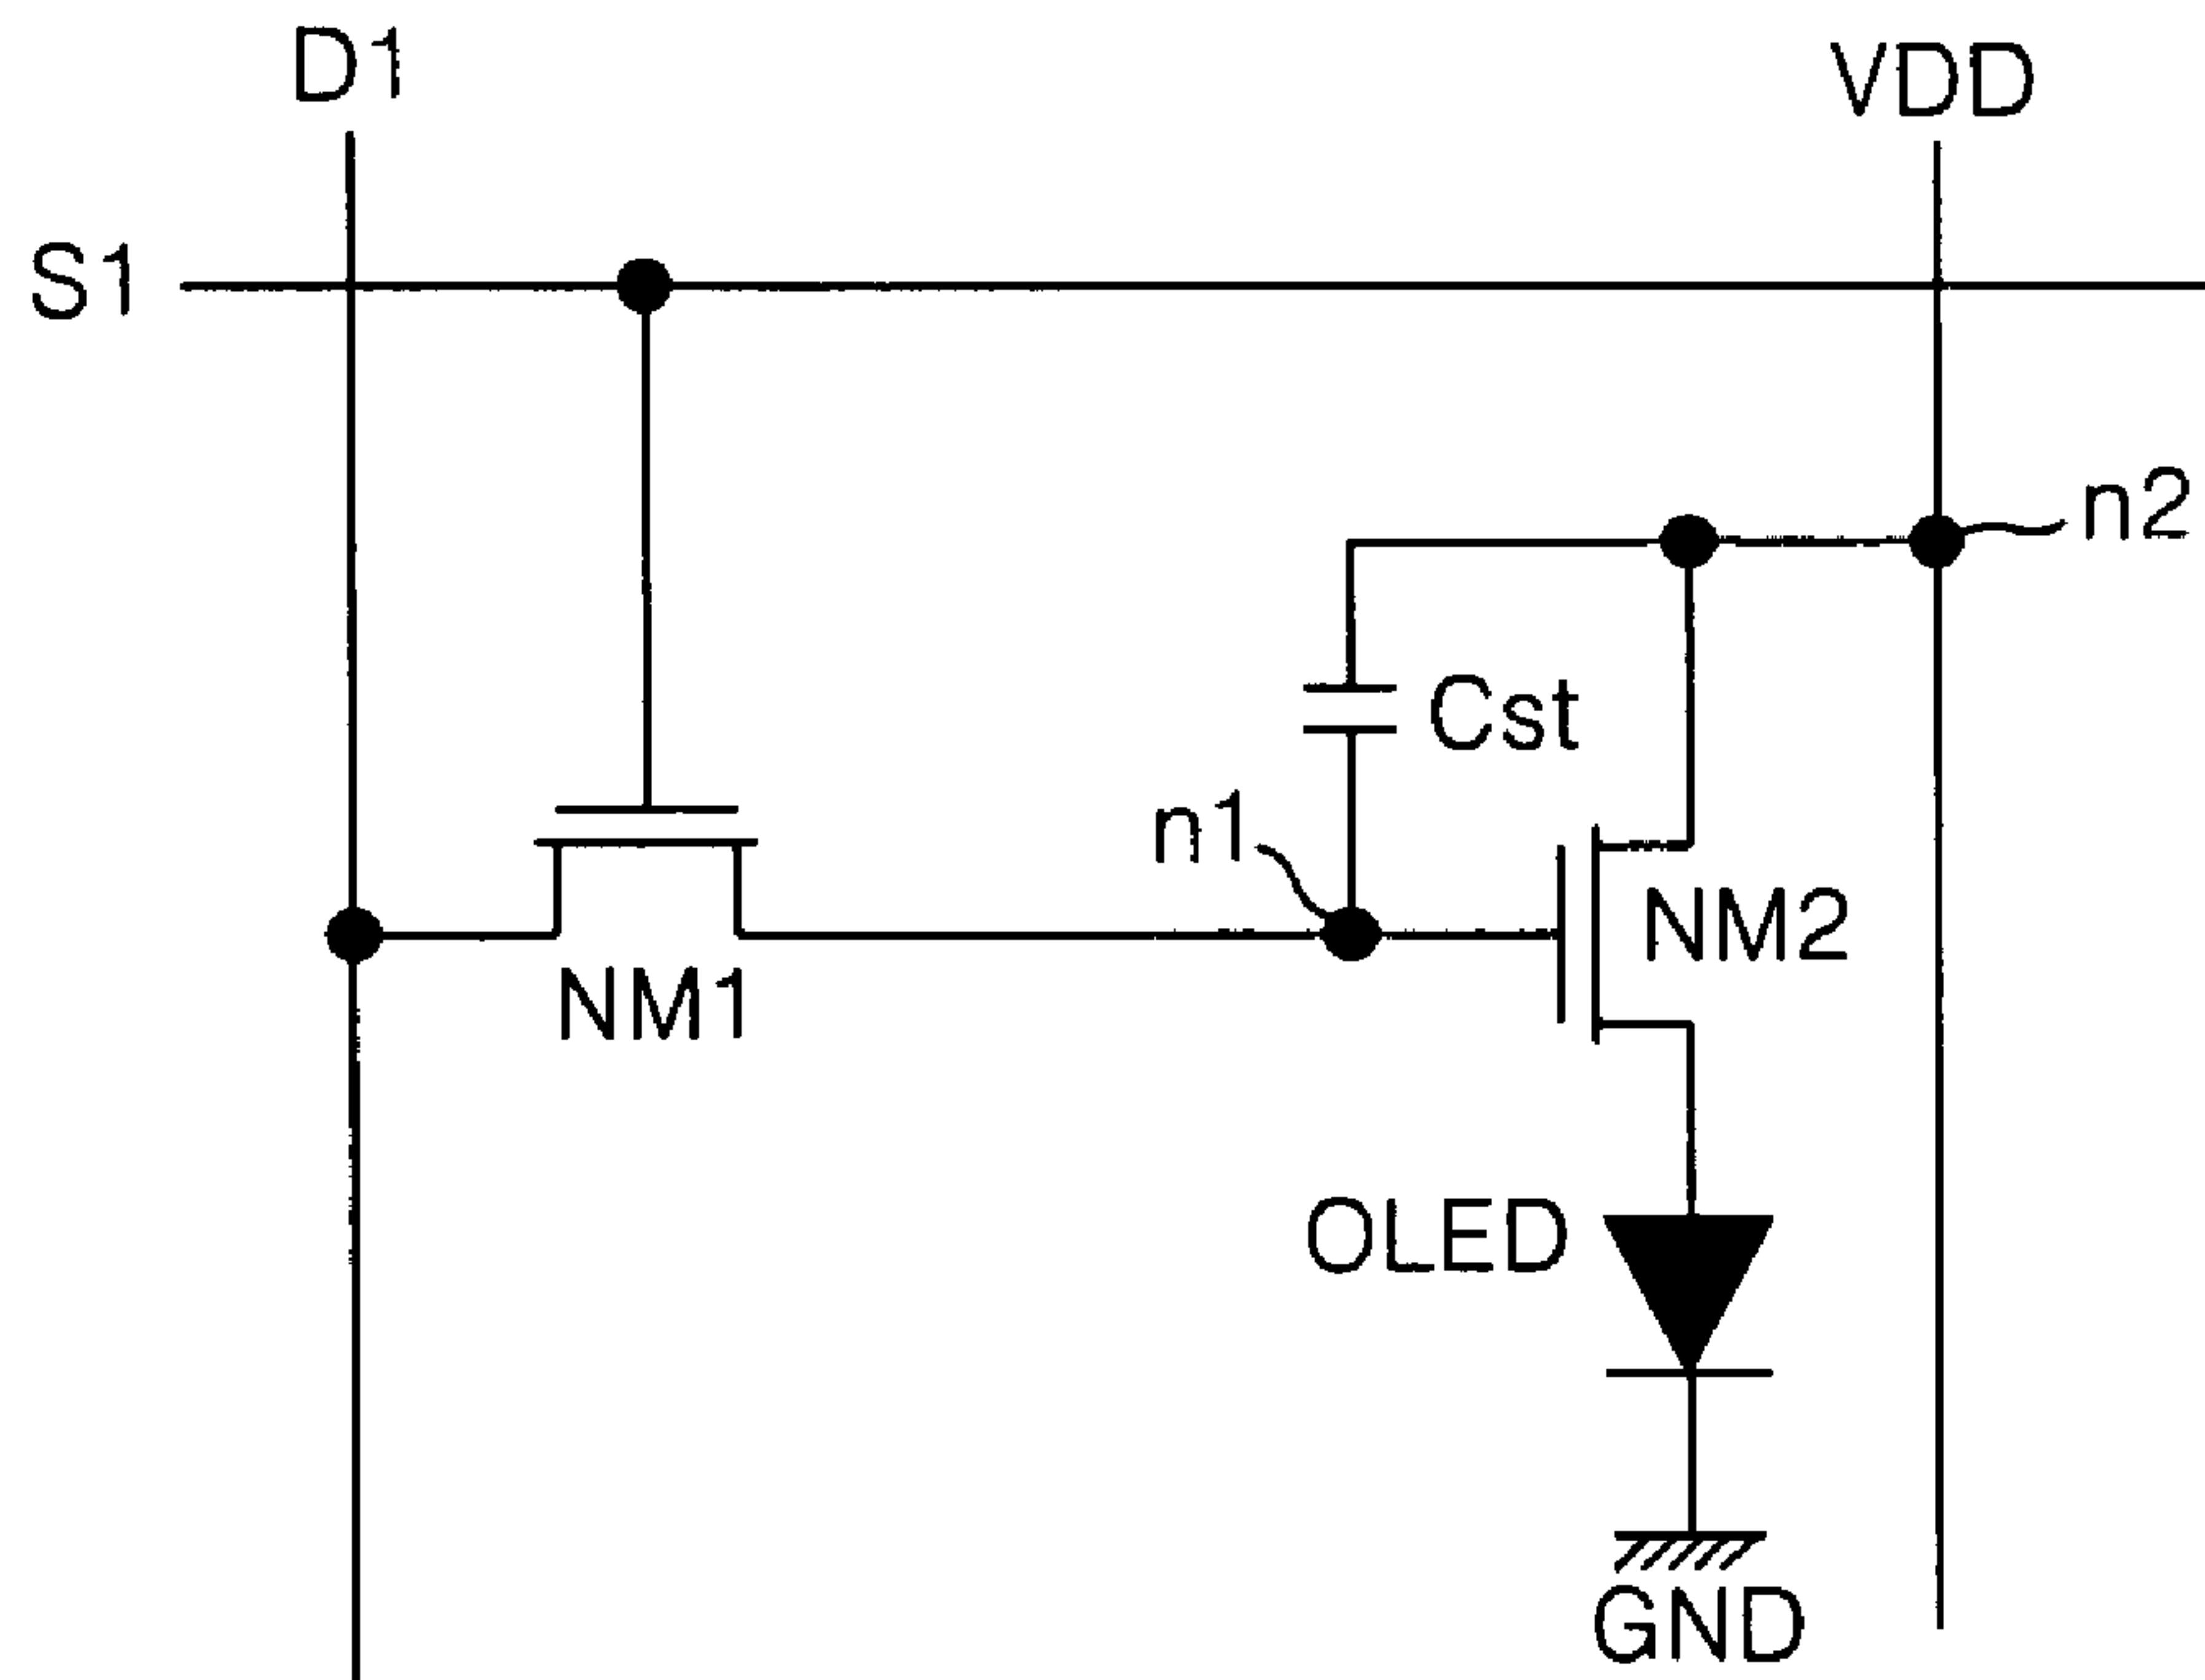 D1
VDD
S1
n2
Cst
n1
NM2
NM1
OLED
GND